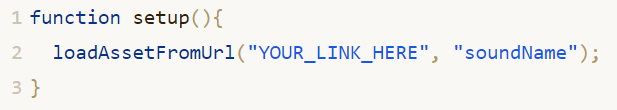 1 function setup(){
2   loadAssetFromUrl("YOUR_LINK_HERE", "soundName");
3 }